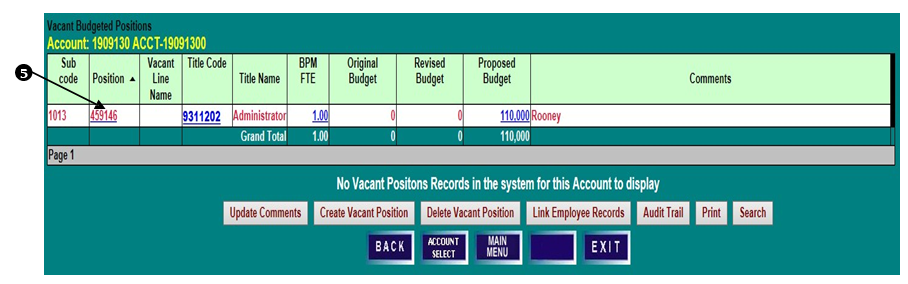 Vacant Budgeted Positions
Account: 1909130 ACCT-19091300
Sub code Position ▲ Vacant Line Name Title Code Title Name BPM FTE Original Budget Revised Budget Proposed Budget Comments
5
1013 459146 9311202 Administrator 1.00 0 0 110,000 Rooney
Grand Total 1.00 0 0 110,000
Page 1
No Vacant Positons Records in the system for this Account to display
Update Comments Create Vacant Position Delete Vacant Position Link Employee Records Audit Trail Print Search
BACK ACCOUNT SELECT MAIN MENU EXIT